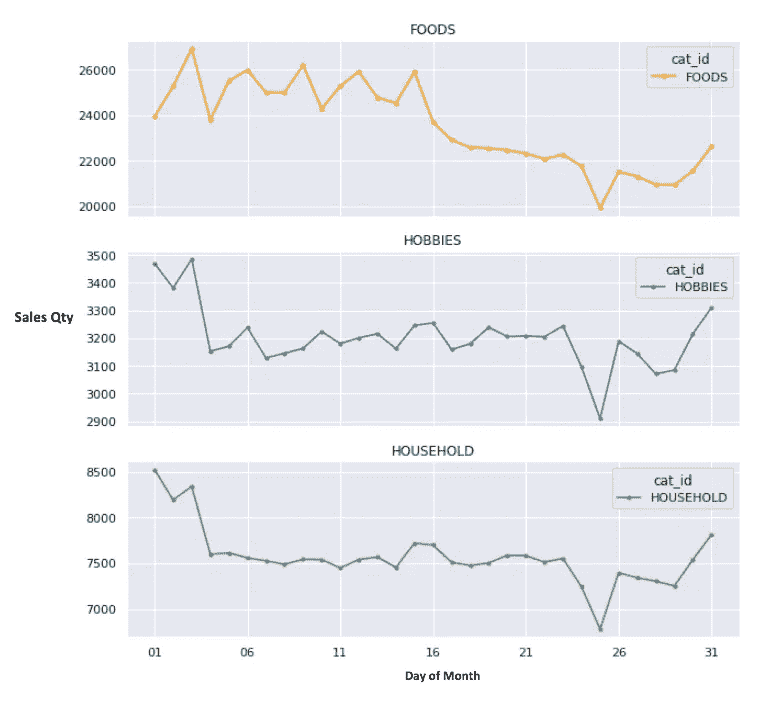 FOODS
cat_id
FOODS
26000
24000
22000
20000
HOBBIES
cat_id
HOBBIES
3500
3400
3300
3200
3100
3000
2900
Sales Qty
HOUSEHOLD
cat_id
HOUSEHOLD
8500
8000
7500
7000
01 06 11 16 21 26 31
Day of Month